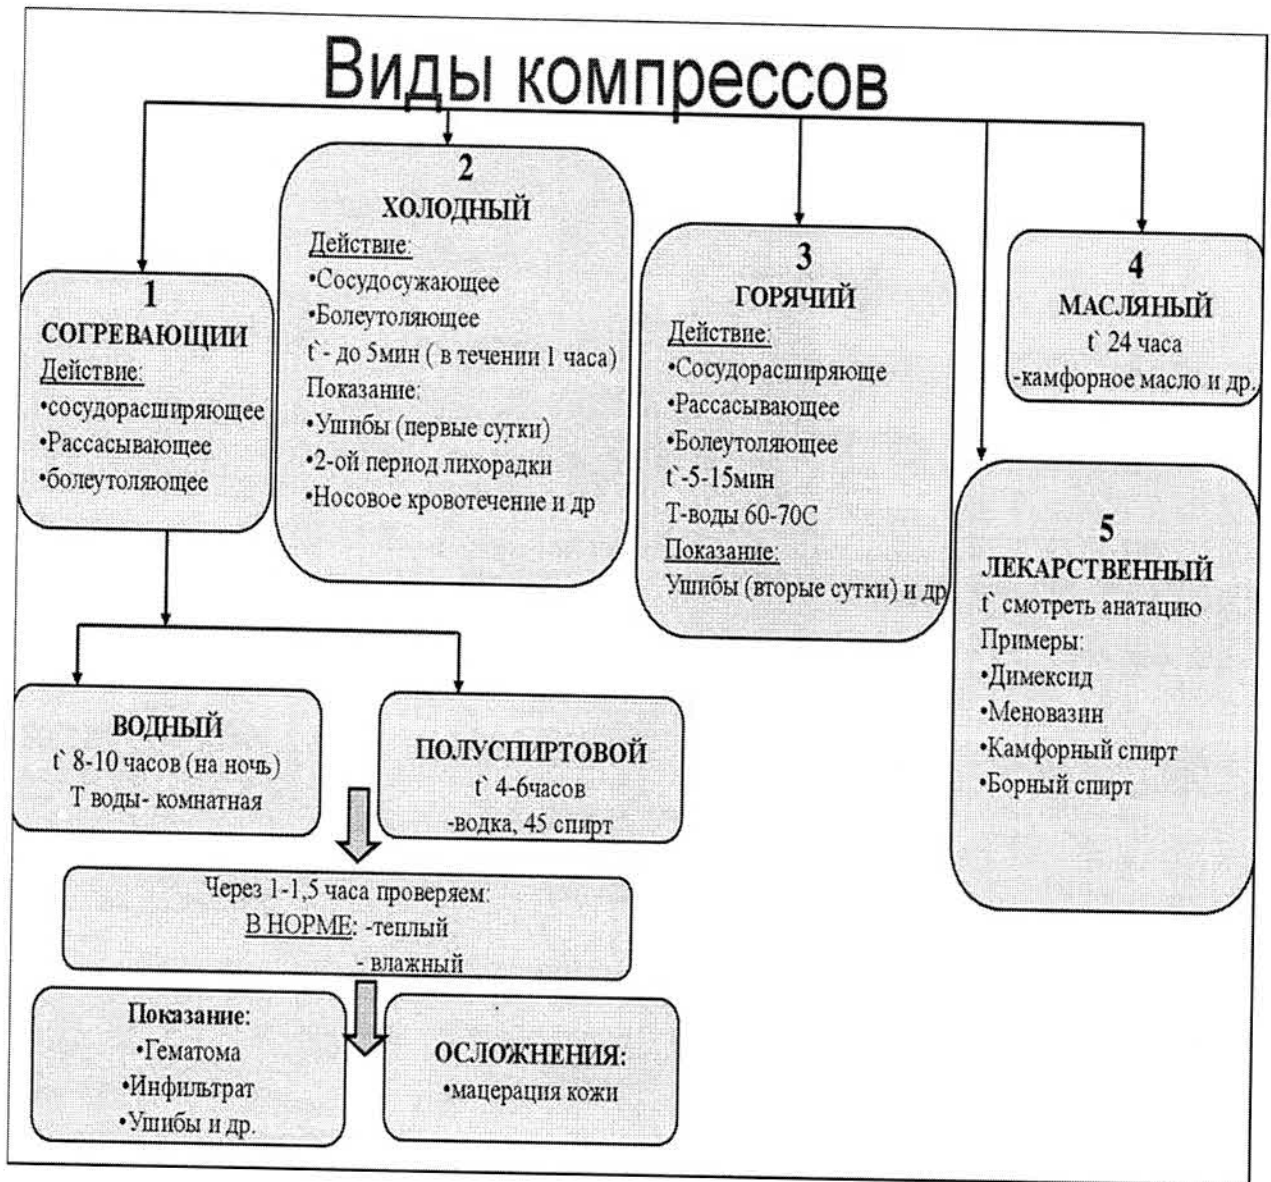 Виды компрессов
1
СОГРЕВАЮЩИИ
Действие:
•сосудорасширяющее
•Рассасывающее
•болеутоляющее
2
ХОЛОДНЫЙ
Действие:
•Сосудосужающее
•Болеутоляющее
t`- до 5мин ( в течении 1 часа)
Показание:
•Ушибы (первые сутки)
•2-ой период лихорадки
•Носовое кровотечение и др
3
ГОРЯЧИЙ
Действие:
•Сосудорасширяюще
•Рассасывающее
•Болеутоляющее
t`-5-15мин
Т-воды 60-70С
Показание:
Ушибы (вторые сутки) и др
4
МАСЛЯНЫЙ
t` 24 часа
-камфорное масло и др.
5
ЛЕКАРСТВЕННЫЙ
t` смотреть анатацию
Примеры:
•Димексид
•Меновазин
•Камфорный спирт
•Борный спирт
ВОДНЫЙ
t` 8-10 часов (на ночь)
Т воды- комнатная
ПОЛУСПИРТОВОЙ
t` 4-6часов
-водка, 45 спирт
Через 1-1,5 часа проверяем:
В НОРМЕ: -теплый
- влажный
Показание:
•Гематома
•Инфильтрат
•Ушибы и др.
ОСЛОЖНЕНИЯ:
•мацерация кожи